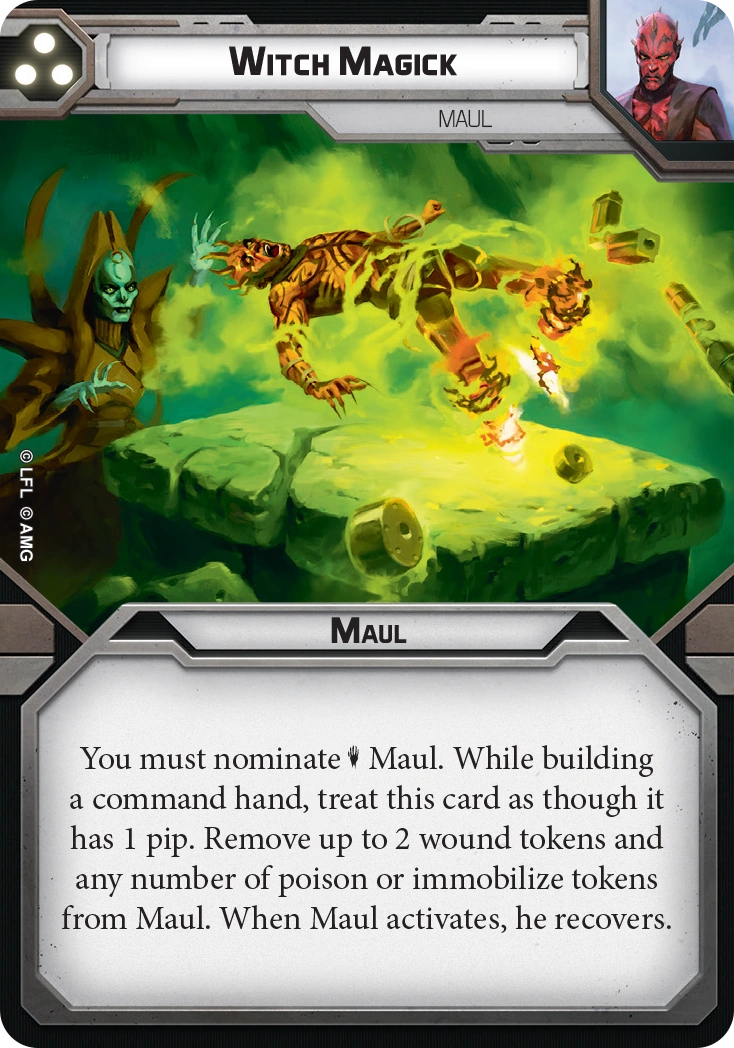 Witch Magick
MAUL
©LFL ©AMG
Maul
You must nominate Maul. While building
a command hand, treat this card as though it
has 1 pip. Remove up to 2 wound tokens and
any number of poison or immobilize tokens
from Maul. When Maul activates, he recovers.